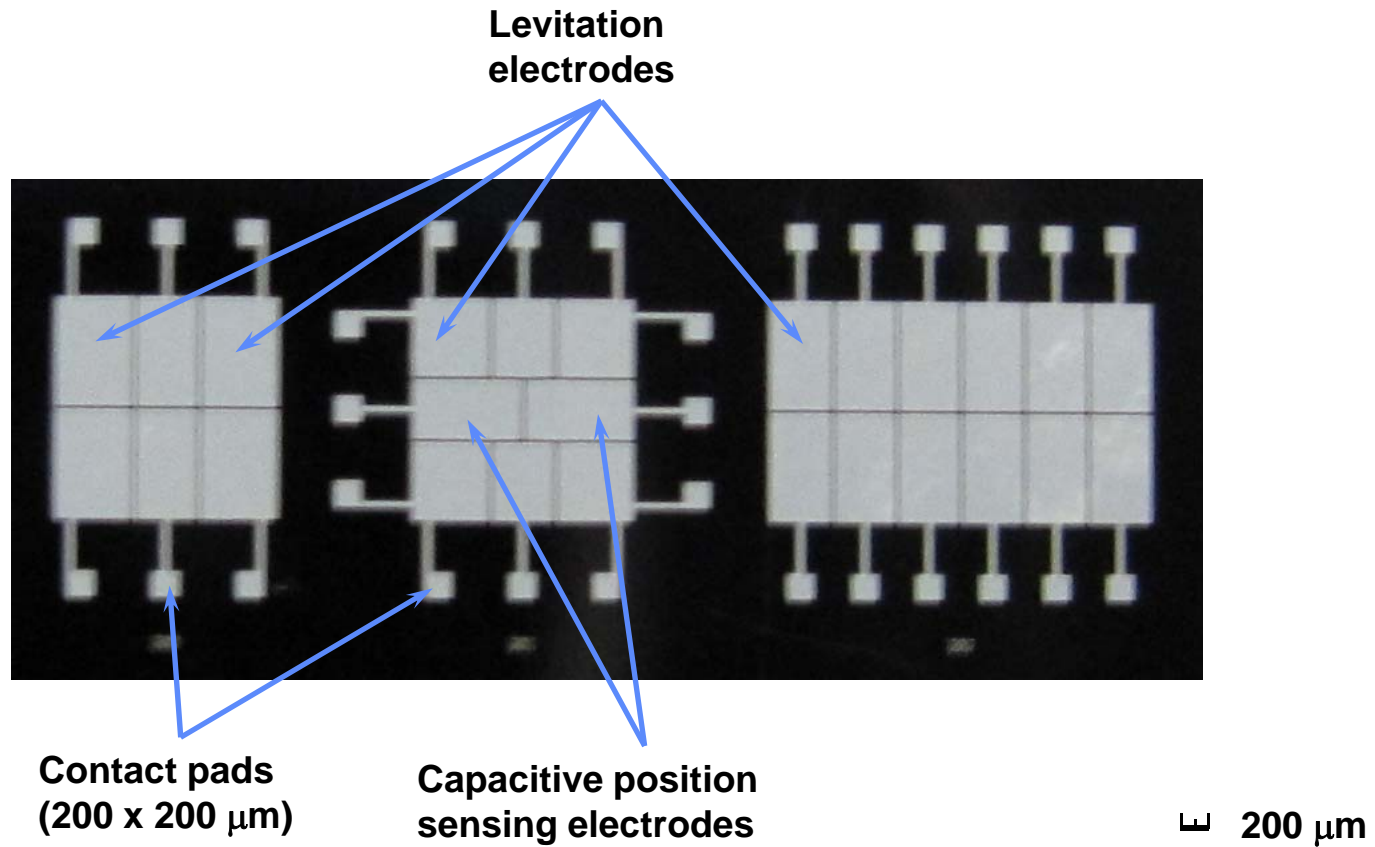 Levitation
electrodes
Contact pads
(200 x 200 μm)
Capacitive position
sensing electrodes
200 μm